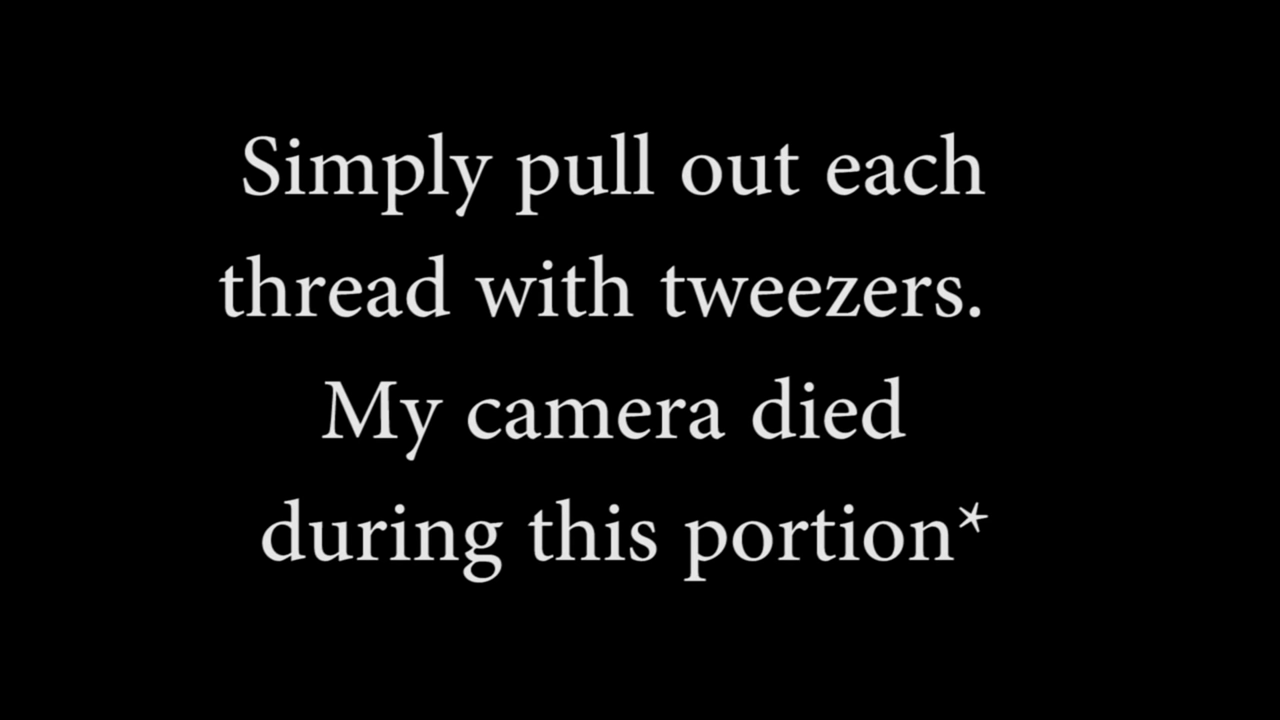 Simply pull out each
thread with tweezers.
My camera died
during this portion*